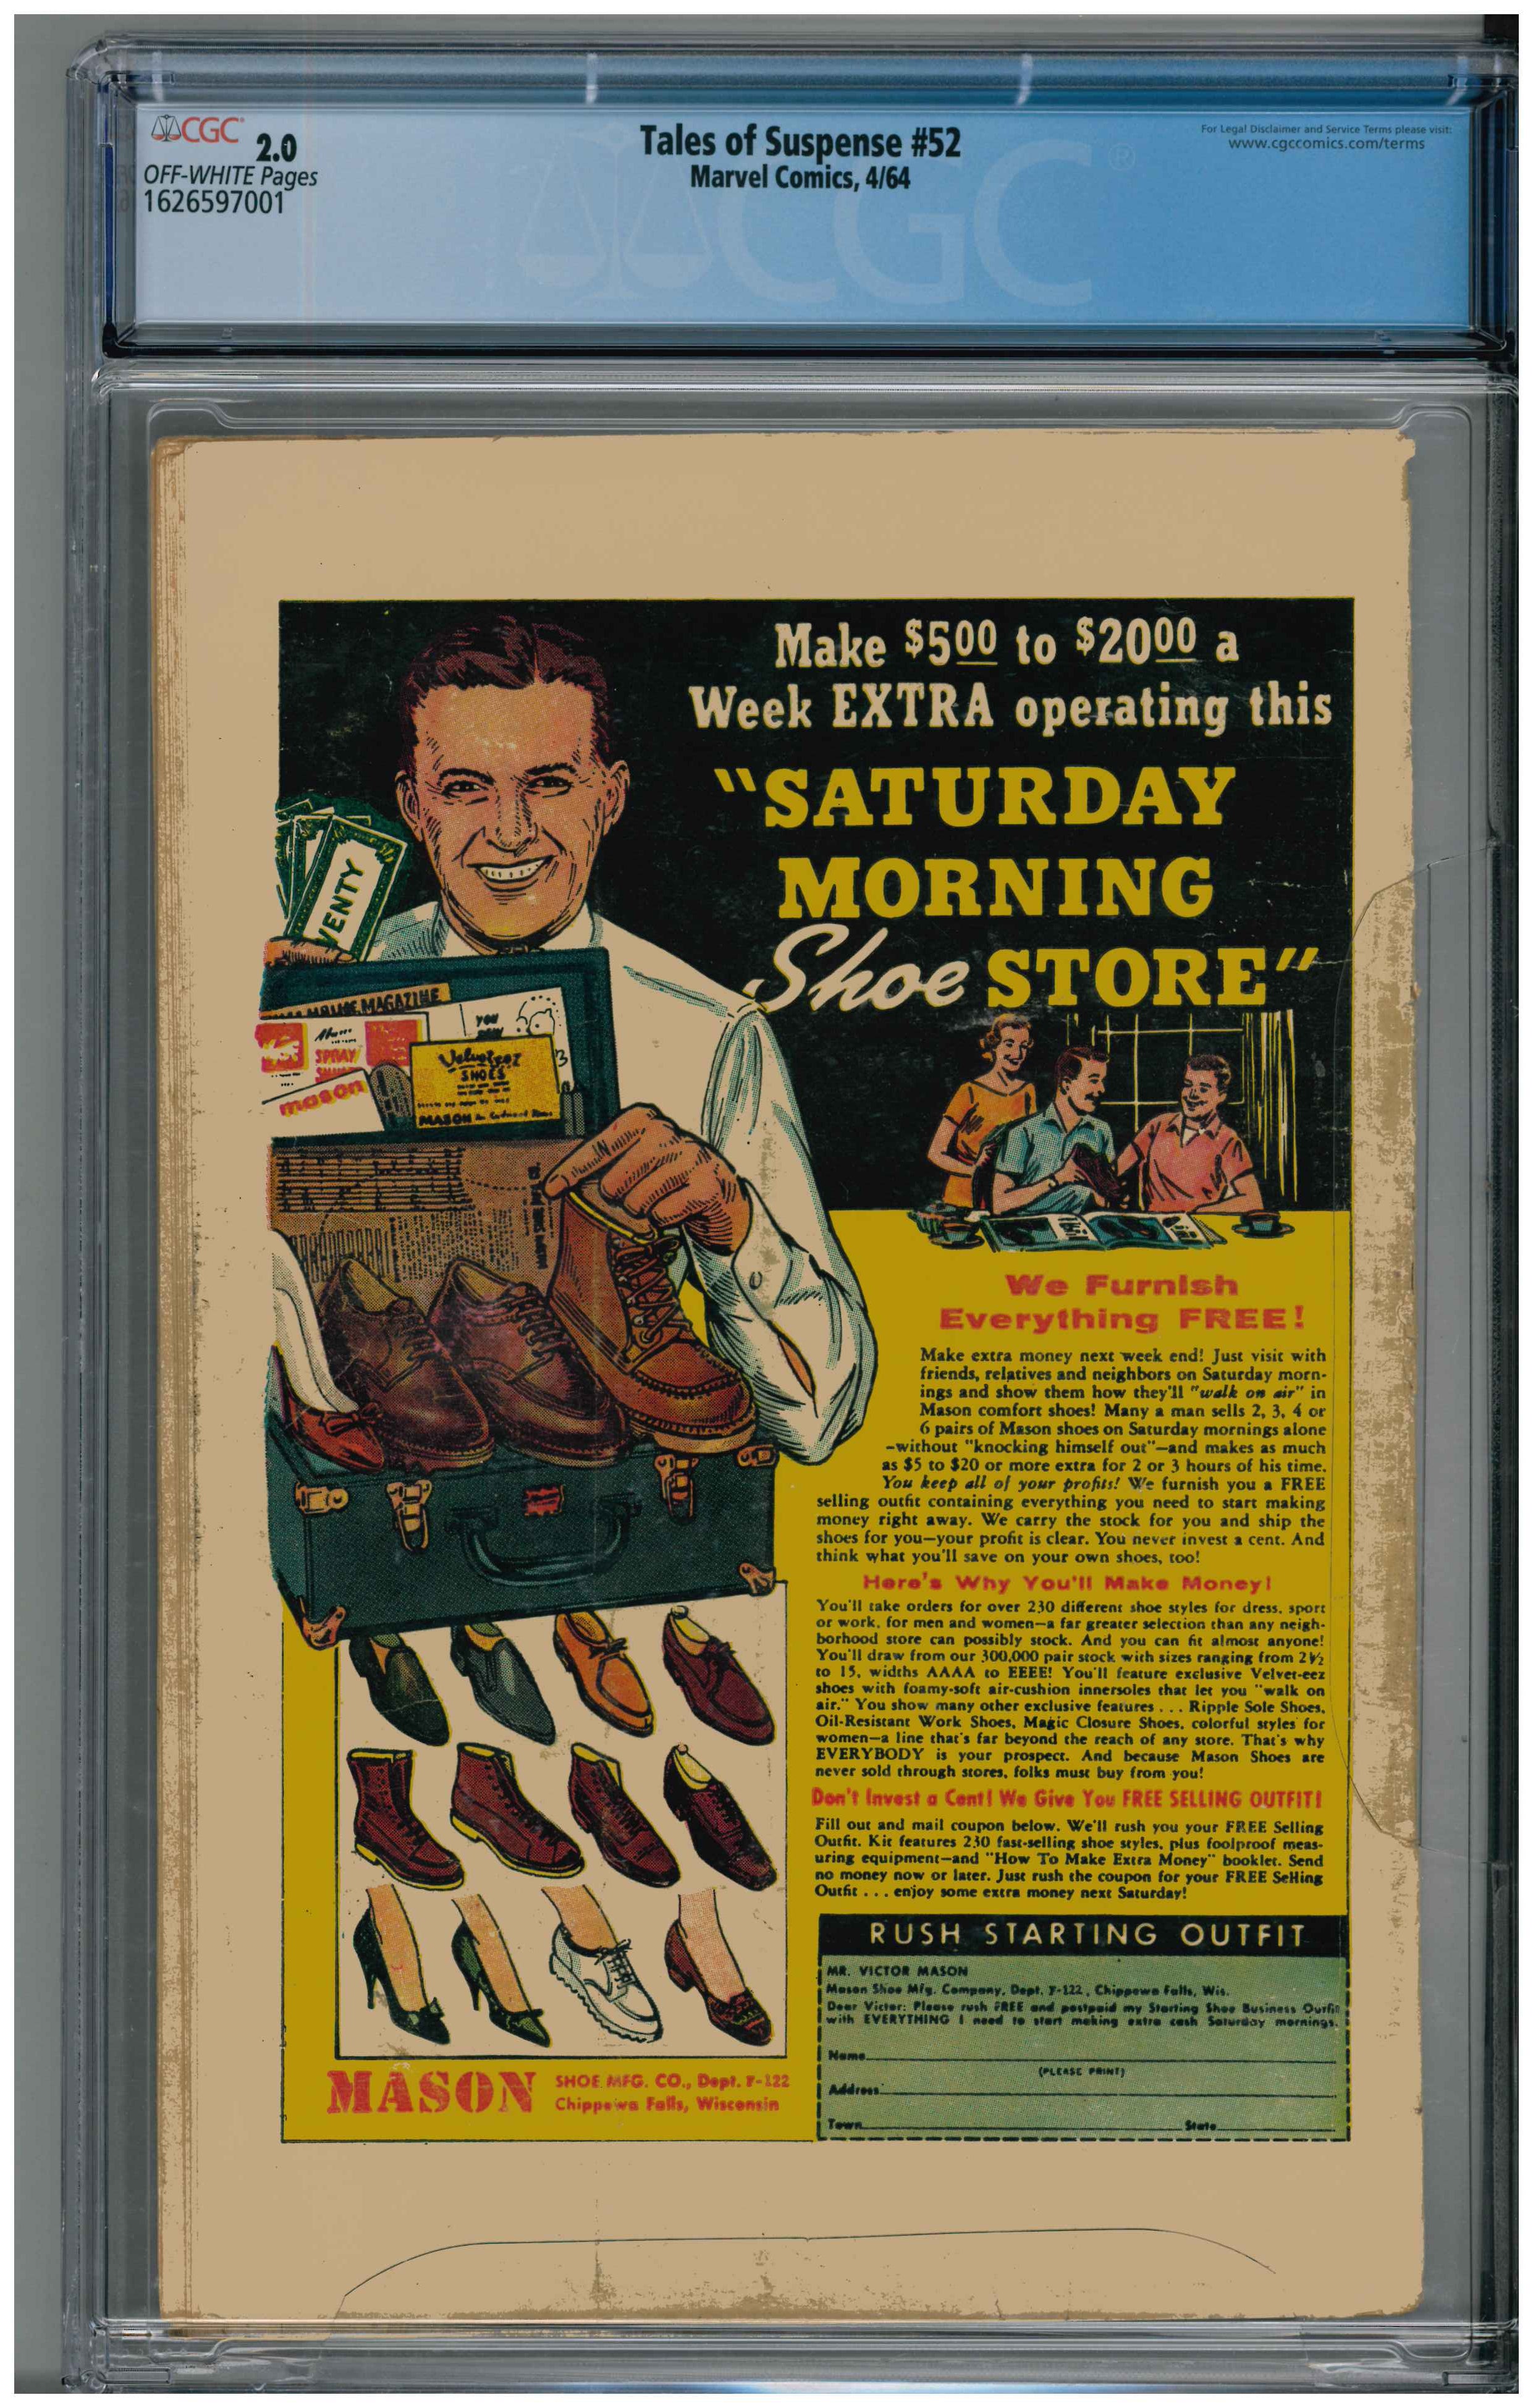 CGC 2.0
OFF-WHITE Pages
1626597001
Tales of Suspense #52
Marvel Comics, 4/64
For Legal Disclaimer and Service Terms please visit:
www.cgccomics.com/terms
CGC
Make $500 to $2000 a
Week EXTRA operating this
"SATURDAY
MORNING
Shoe STORE"
VENTY
MAGAZINE
SPRAY
mason
Velveteez
SHOES
MASON
We Furnish
Everything FREE!
Make extra money next week end! Just visit with
friends, relatives and neighbors on Saturday morn-
ings and show them how they'll "walk on air" in
Mason comfort shoes! Many a man sells 2, 3, 4 or
6 pairs of Mason shoes on Saturday mornings alone
-without "knocking himself out"-and makes as much
as $5 to $20 or more extra for 2 or 3 hours of his time.
You keep all of your profits! We furnish you a FREE
selling outfit containing everything you need to start making
money right away. We carry the stock for you and ship the
shoes for you-your profit is clear. You never invest a cent. And
think what you'll save on your own shoes, too!
Here's Why You'll Make Money!
You'll take orders for over 230 different shoe styles for dress, sport
or work, for men and women-a far greater selection than any neigh-
borhood store can possibly stock. And you can fit almost anyone!
You'll draw from our 300,000 pair stock with sizes ranging from 2½
to 15, widths AAAA to EEEE! You'll feature exclusive Velvet-eez
shoes with foamy-soft air-cushion innersoles that let you "walk on
air." You show many other exclusive features . . . Ripple Sole Shoes,
Oil-Resistant Work Shoes, Magic Closure Shoes, colorful styles for
women-a line that's far beyond the reach of any store. That's why
EVERYBODY is your prospect. And because Mason Shoes are
never sold through stores, folks must buy from you!
Don't Invest a Cent! We Give You FREE SELLING OUTFIT!
Fill out and mail coupon below. We'll rush you your FREE Selling
Outfit. Kit features 230 fast-selling shoe styles, plus foolproof meas-
uring equipment-and "How To Make Extra Money" booklet. Send
no money now or later. Just rush the coupon for your FREE Selling
Outfit . . . enjoy some extra money next Saturday!
RUSH STARTING OUTFIT
MR. VICTOR MASON
Mason Shoe Mfg. Company, Dept. F-122, Chippewa Falls, Wis.
Dear Victor: Please rush FREE and postpaid my Starting Shoe Business Outfit
with EVERYTHING I need to start making extra cash Saturday mornings.
Name
(PLEASE PRINT)
Address
Town State
MASON SHOE MFG. CO., Dept. F-122
Chippewa Falls, Wisconsin